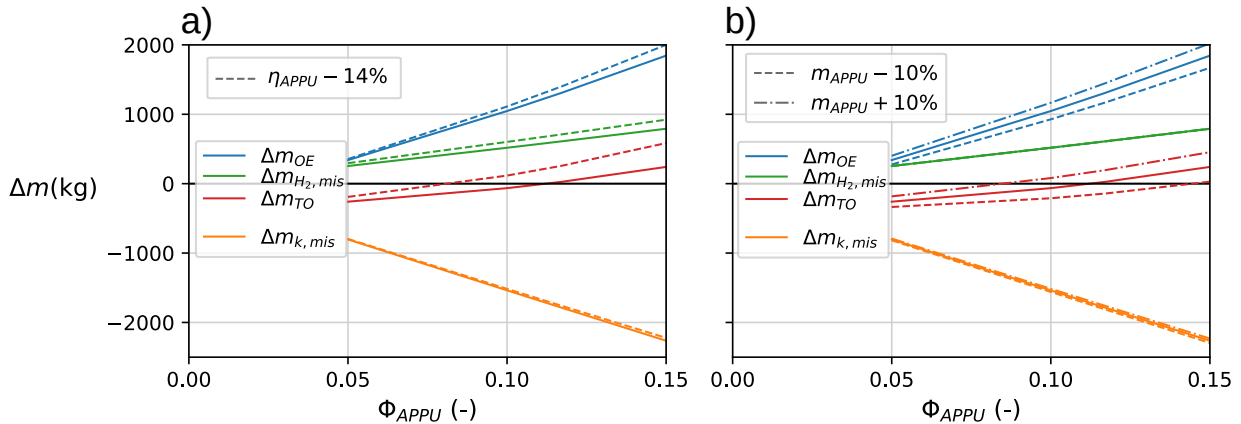 a)
b)
2000
1000
0
−1000
−2000
Δm(kg)
η_APPU − 14%
Δm_OE
Δm_H₂,mis
Δm_TO
Δm_k,mis
0.00
0.05
0.10
0.15
Φ_APPU (-)
m_APPU − 10%
m_APPU + 10%
Δm_OE
Δm_H₂,mis
Δm_TO
Δm_k,mis
0.00
0.05
0.10
0.15
Φ_APPU (-)